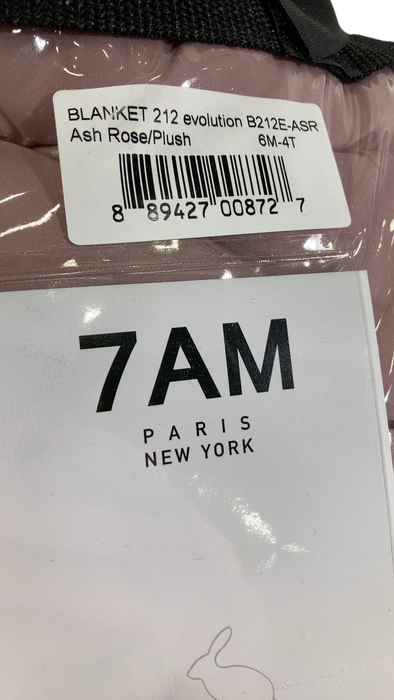 BLANKET 212 evolution B212E-ASR
Ash Rose/Plush 6M-4T
8 89427 00872 7
7AM
PARIS
NEW YORK